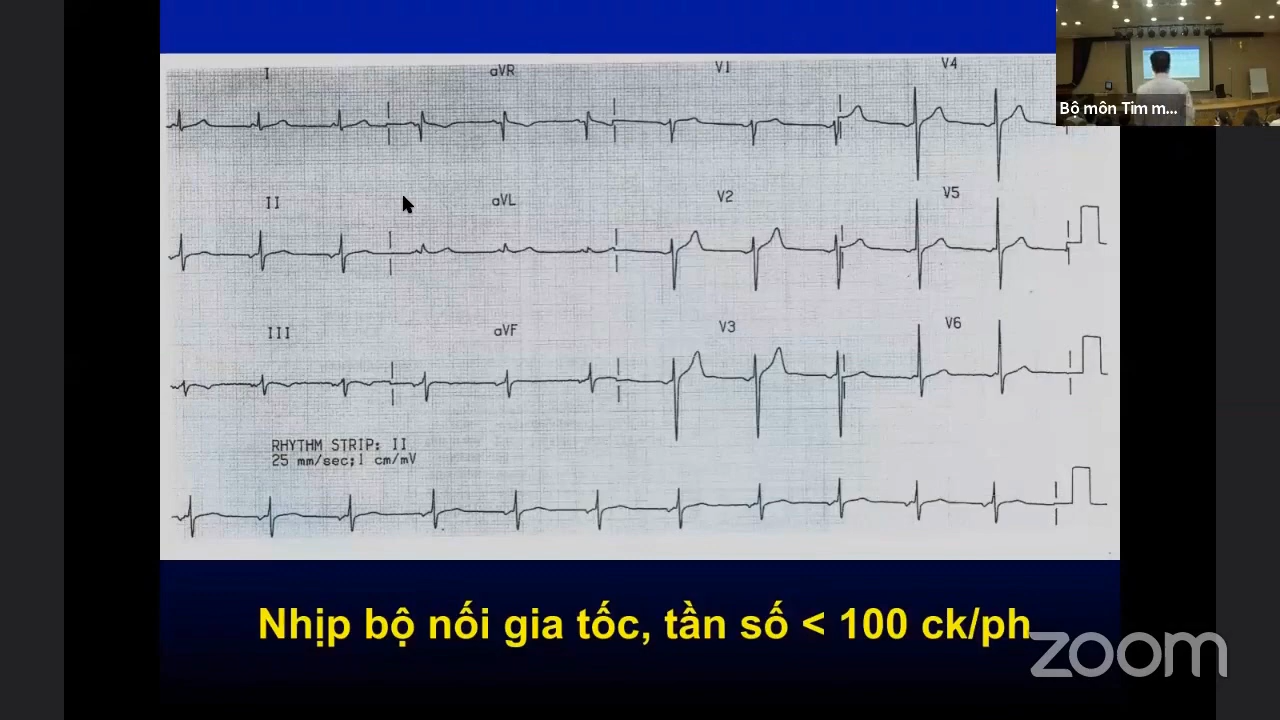 I aVR V1 V4
Bộ môn Tim m...
II aVL V2 V5
III aVF V3 V6
RHYTHM STRIP: II
25 mm/sec;1 cm/mV
Nhịp bộ nối gia tốc, tần số < 100 ck/ph
zoom